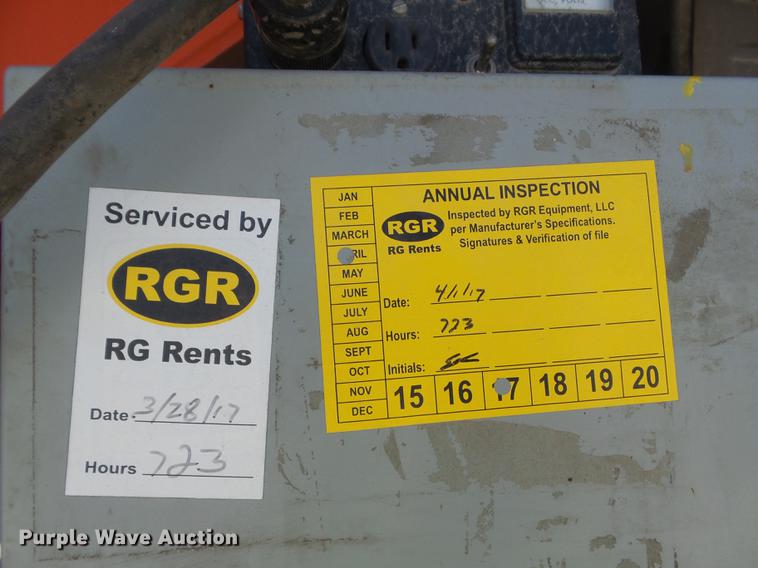 Serviced by
RGR
RG Rents
Date 3/28/17
Hours 723
JAN
FEB
MARCH
RIL
MAY
JUNE
JULY
AUG
SEPT
OCT
NOV
DEC
ANNUAL INSPECTION
RGR
RG Rents
Inspected by RGR Equipment, LLC
per Manufacturer's Specifications.
Signatures & Verification of file
Date: 4/1/17
Hours: 723
Initials:
15 16 17 18 19 20
Purple Wave Auction